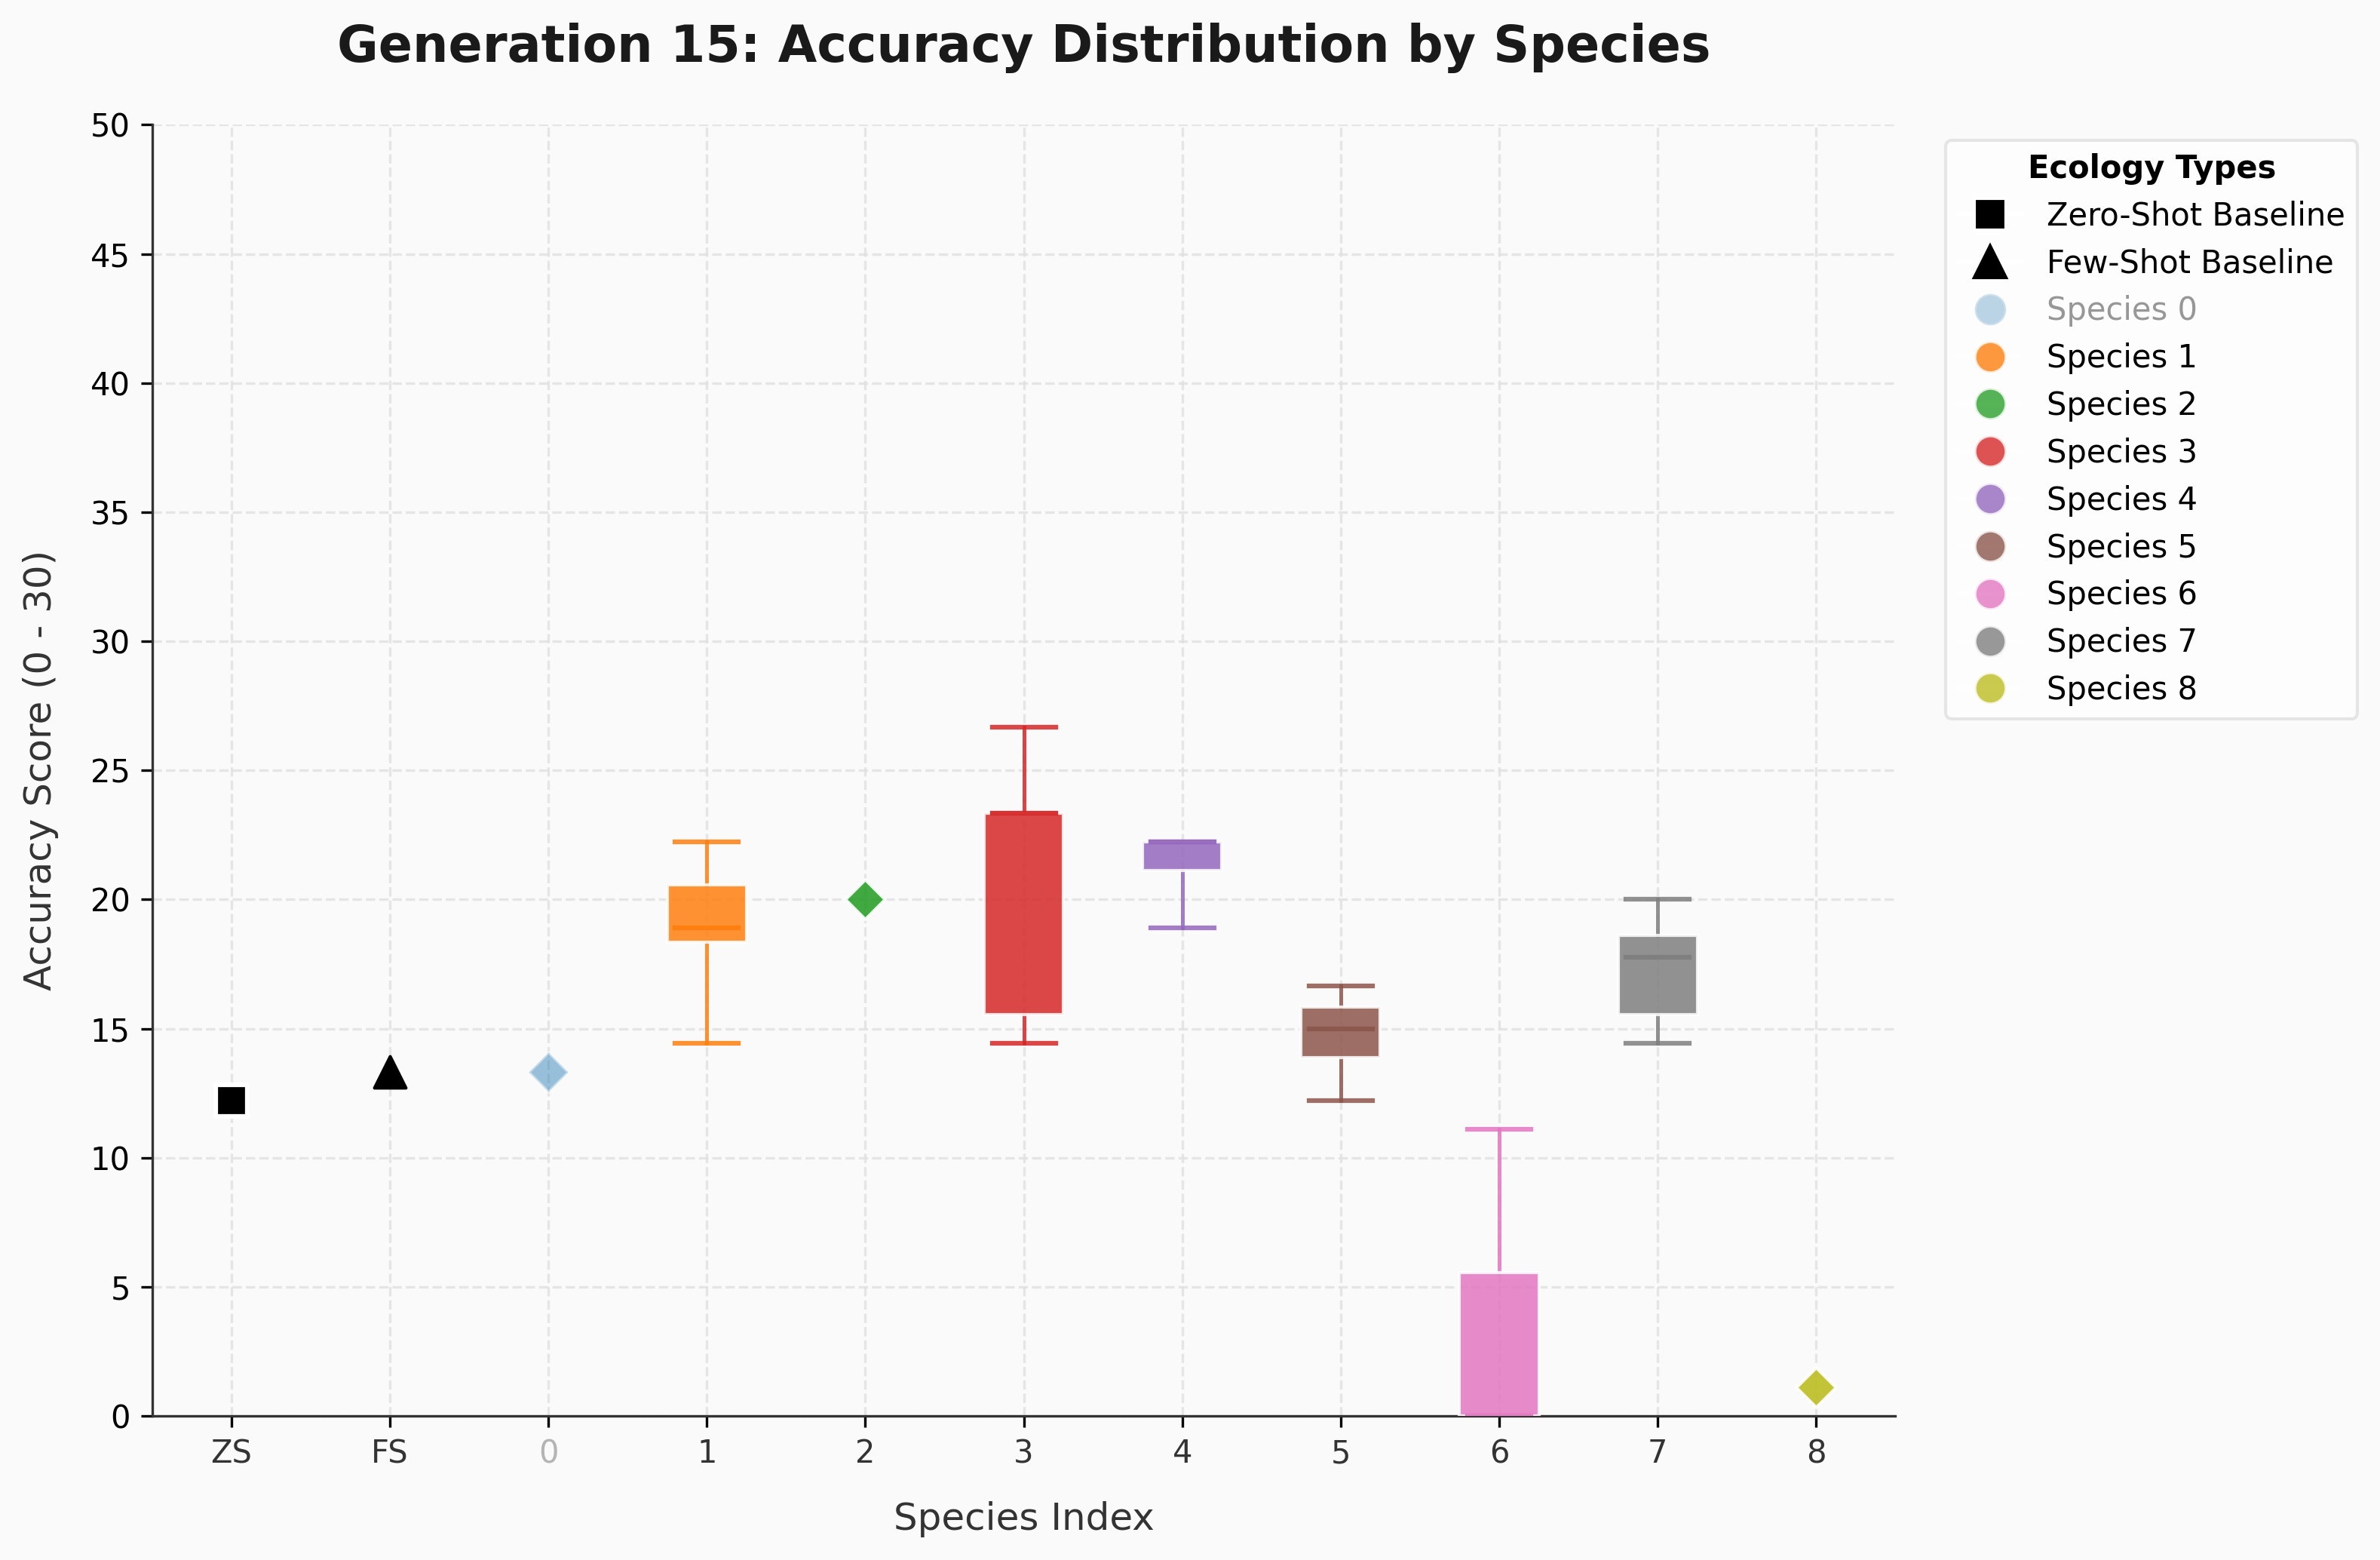 Generation 15: Accuracy Distribution by Species
50
45
40
35
30
25
20
15
10
5
0
Accuracy Score (0 - 30)
ZS FS 0 1 2 3 4 5 6 7 8
Species Index
Ecology Types
Zero-Shot Baseline
Few-Shot Baseline
Species 0
Species 1
Species 2
Species 3
Species 4
Species 5
Species 6
Species 7
Species 8